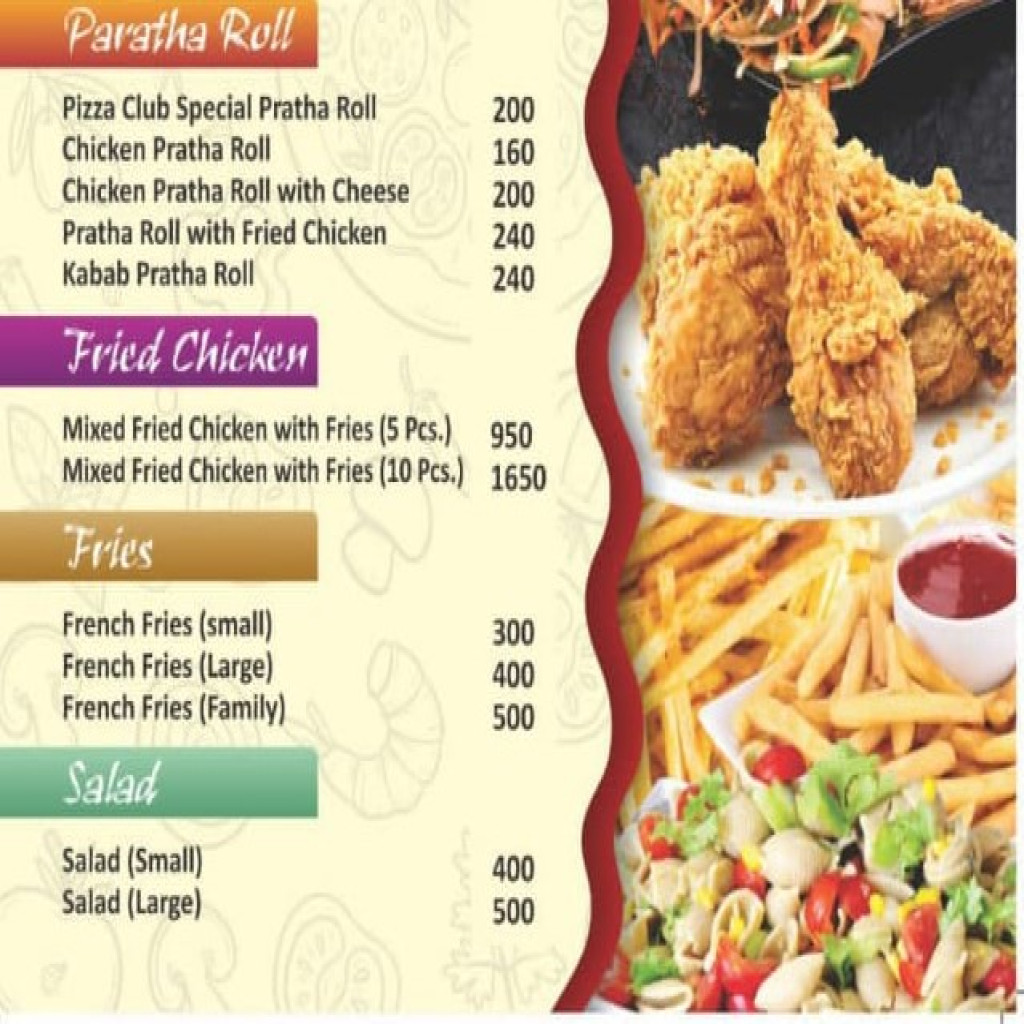 Paratha Roll
Pizza Club Special Pratha Roll 200
Chicken Pratha Roll 160
Chicken Pratha Roll with Cheese 200
Pratha Roll with Fried Chicken 240
Kabab Pratha Roll 240
Fried Chicken
Mixed Fried Chicken with Fries (5 Pcs.) 950
Mixed Fried Chicken with Fries (10 Pcs.) 1650
Fries
French Fries (small) 300
French Fries (Large) 400
French Fries (Family) 500
Salad
Salad (Small) 400
Salad (Large) 500